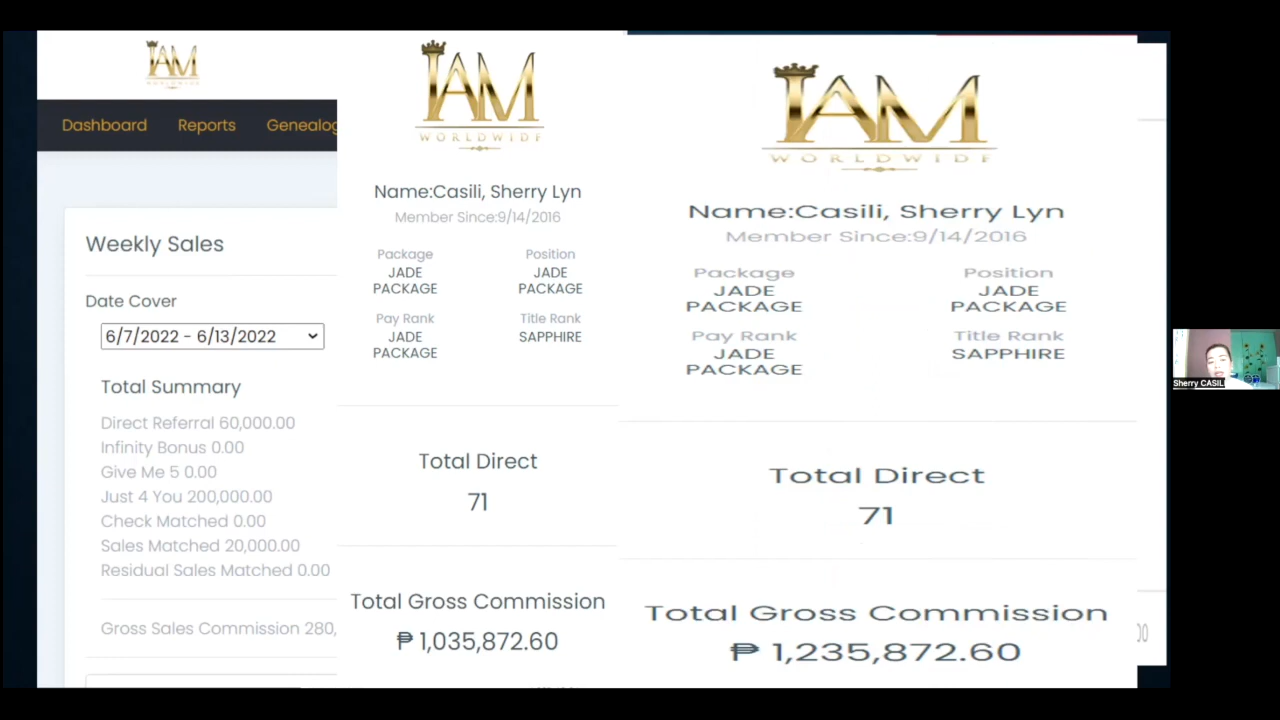 IAM
WORLDWIDE
Dashboard Reports Genealog
Weekly Sales
Date Cover
6/7/2022 - 6/13/2022
Total Summary
Direct Referral 60,000.00
Infinity Bonus 0.00
Give Me 5 0.00
Just 4 You 200,000.00
Check Matched 0.00
Sales Matched 20,000.00
Residual Sales Matched 0.00
Gross Sales Commission 280,
IAM
WORLDWIDE
Name:Casili, Sherry Lyn
Member Since:9/14/2016
Package Position
JADE JADE
PACKAGE PACKAGE
Pay Rank Title Rank
JADE SAPPHIRE
PACKAGE
Total Direct
71
Total Gross Commission
₱ 1,035,872.60
IAM
WORLDWIDE
Name:Casili, Sherry Lyn
Member Since:9/14/2016
Package Position
JADE JADE
PACKAGE PACKAGE
Pay Rank Title Rank
JADE SAPPHIRE
PACKAGE
Total Direct
71
Total Gross Commission
₱ 1,235,872.60
Sherry CASILI